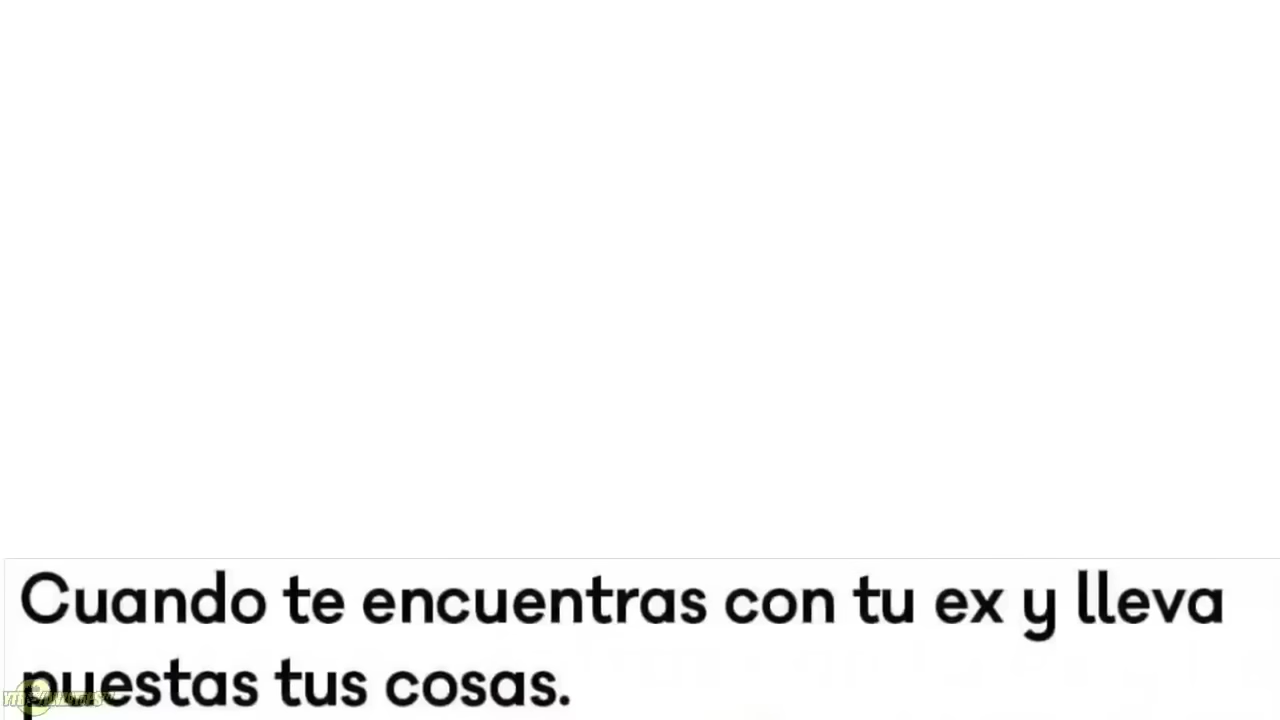 Cuando te encuentras con tu ex y lleva
puestas tus cosas.